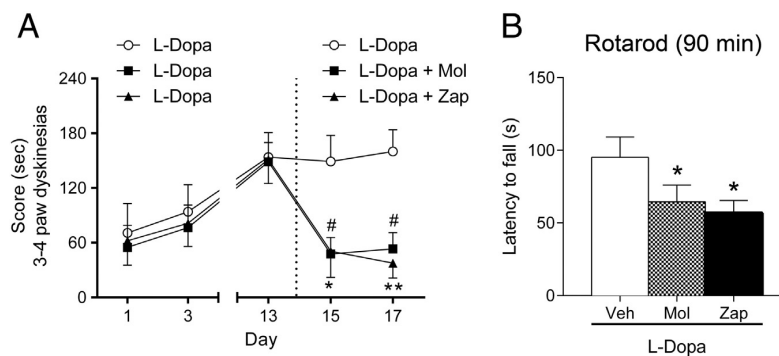 A
L-Dopa
L-Dopa
L-Dopa
L-Dopa
L-Dopa + Mol
L-Dopa + Zap
Score (sec)
3-4 paw dyskinesias
240
180
120
60
0
#
#
*
**
1 3 13 15 17
Day
B
Rotarod (90 min)
Latency to fall (s)
150
100
50
0
*
*
Veh Mol Zap
L-Dopa